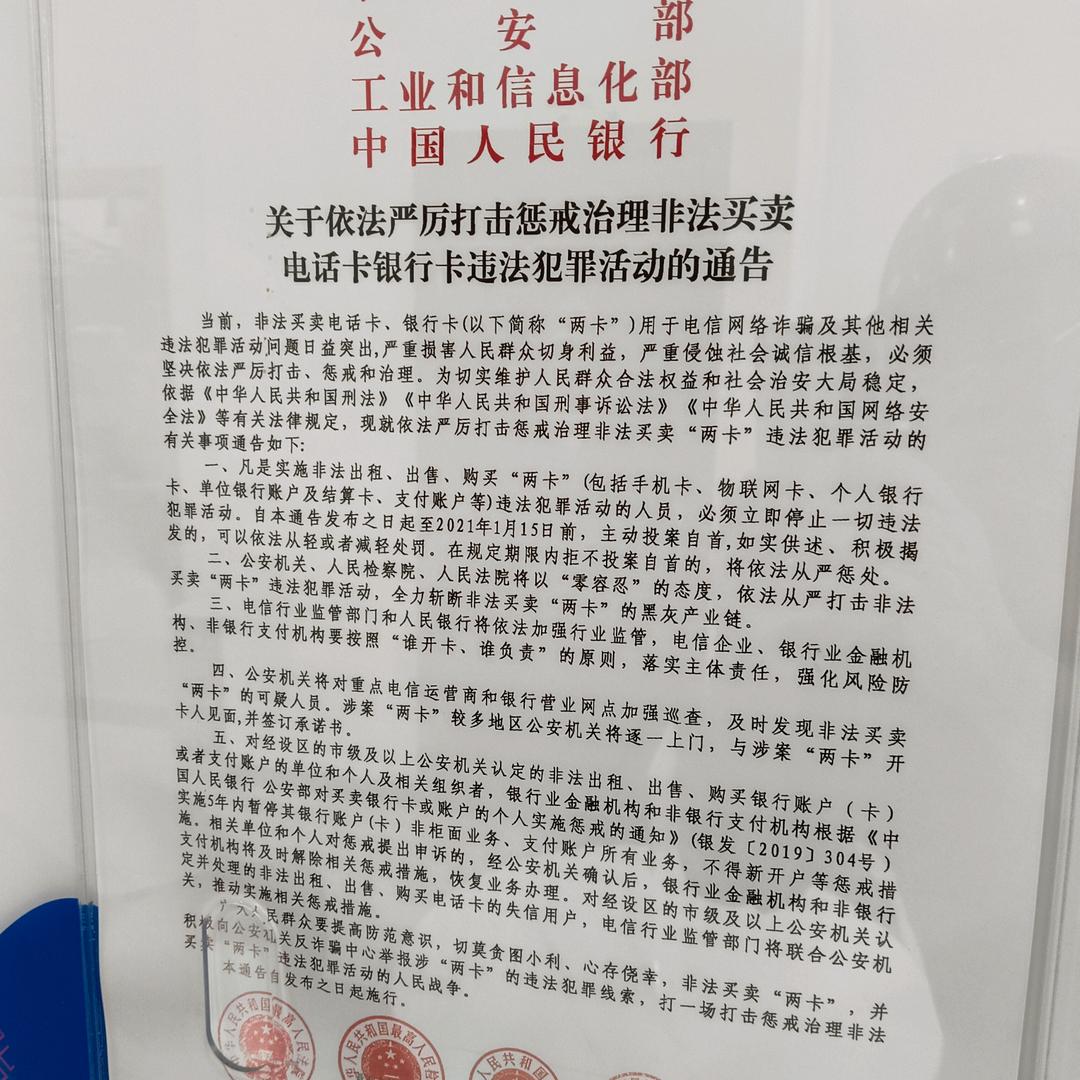 公安部
工业和信息化部
中国人民银行
关于依法严厉打击惩戒治理非法买卖
电话卡银行卡违法犯罪活动的通告
当前，非法买卖电话卡、银行卡(以下简称“两卡”)用于电信网络诈骗及其他相关
违法犯罪活动问题日益突出,严重损害人民群众切身利益，严重侵蚀社会诚信根基，必须
坚决依法严厉打击、惩戒和治理。为切实维护人民群众合法权益和社会治安大局稳定，
依据《中华人民共和国刑法》《中华人民共和国刑事诉讼法》《中华人民共和国网络安
全法》等有关法律规定，现就依法严厉打击惩戒治理非法买卖“两卡”违法犯罪活动的
有关事项通告如下:
一、凡是实施非法出租、出售、购买“两卡”(包括手机卡、物联网卡、个人银行
卡、单位银行账户及结算卡、支付账户等)违法犯罪活动的人员，必须立即停止一切违法
犯罪活动。自本通告发布之日起至2021年1月15日前，主动投案自首,如实供述、积极揭
发的，可以依法从轻或者减轻处罚。在规定期限内拒不投案自首的，将依法从严惩处。
二、公安机关、人民检察院、人民法院将以“零容忍”的态度，依法从严打击非法
买卖“两卡”违法犯罪活动，全力斩断非法买卖“两卡”的黑灰产业链。
三、电信行业监管部门和人民银行将依法加强行业监管，电信企业、银行业金融机
构、非银行支付机构要按照“谁开卡、谁负责”的原则，落实主体责任，强化风险防
控。
四、公安机关将对重点电信运营商和银行营业网点加强巡查，及时发现非法买卖
“两卡”的可疑人员。涉案“两卡”较多地区公安机关将逐一上门，与涉案“两卡”开
卡人见面,并签订承诺书。
五、对经设区的市级及以上公安机关认定的非法出租、出售、购买银行账户（卡）
或者支付账户的单位和个人及相关组织者，银行业金融机构和非银行支付机构根据《中
国人民银行 公安部对买卖银行卡或账户的个人实施惩戒的通知》(银发〔2019〕304号)
实施5年内暂停其银行账户(卡）非柜面业务、支付账户所有业务，不得新开户等惩戒措
施。相关单位和个人对惩戒提出申诉的，经公安机关确认后，银行业金融机构和非银行
支付机构将及时解除相关惩戒措施，恢复业务办理。对经设区的市级及以上公安机关认
定并处理的非法出租、出售、购买电话卡的失信用户，电信行业监管部门将联合公安机
关，推动实施相关惩戒措施。
广大人民群众要提高防范意识，切莫贪图小利、心存侥幸，非法买卖“两卡”，并
积极向公安机关反诈骗中心举报涉“两卡”的违法犯罪线索，打一场打击惩戒治理非法
买卖“两卡”违法犯罪活动的人民战争。
本通告自发布之日起施行。
中华人民共和国最高人民
人民共和国最高人民检
人民共和国